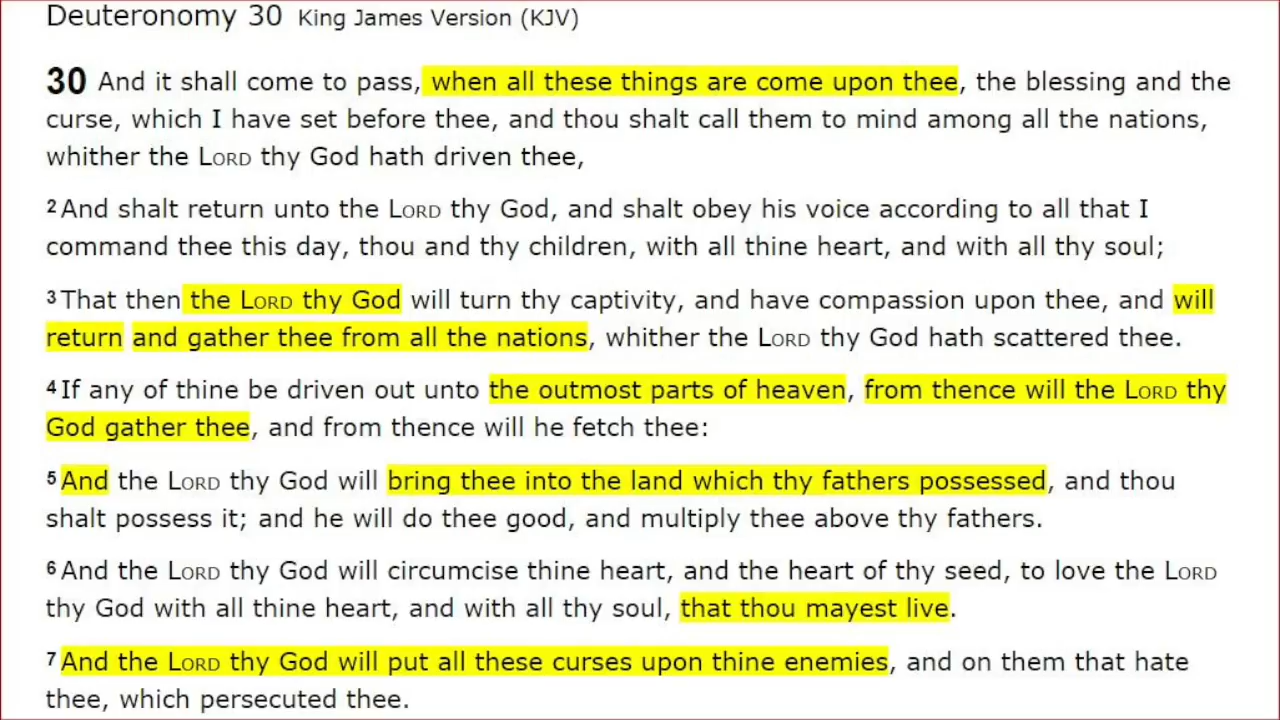 Deuteronomy 30 King James Version (KJV)
30 And it shall come to pass, when all these things are come upon thee, the blessing and the
curse, which I have set before thee, and thou shalt call them to mind among all the nations,
whither the LORD thy God hath driven thee,
2 And shalt return unto the LORD thy God, and shalt obey his voice according to all that I
command thee this day, thou and thy children, with all thine heart, and with all thy soul;
3 That then the LORD thy God will turn thy captivity, and have compassion upon thee, and will
return and gather thee from all the nations, whither the LORD thy God hath scattered thee.
4 If any of thine be driven out unto the outmost parts of heaven, from thence will the LORD thy
God gather thee, and from thence will he fetch thee:
5 And the LORD thy God will bring thee into the land which thy fathers possessed, and thou
shalt possess it; and he will do thee good, and multiply thee above thy fathers.
6 And the LORD thy God will circumcise thine heart, and the heart of thy seed, to love the LORD
thy God with all thine heart, and with all thy soul, that thou mayest live.
7 And the LORD thy God will put all these curses upon thine enemies, and on them that hate
thee, which persecuted thee.